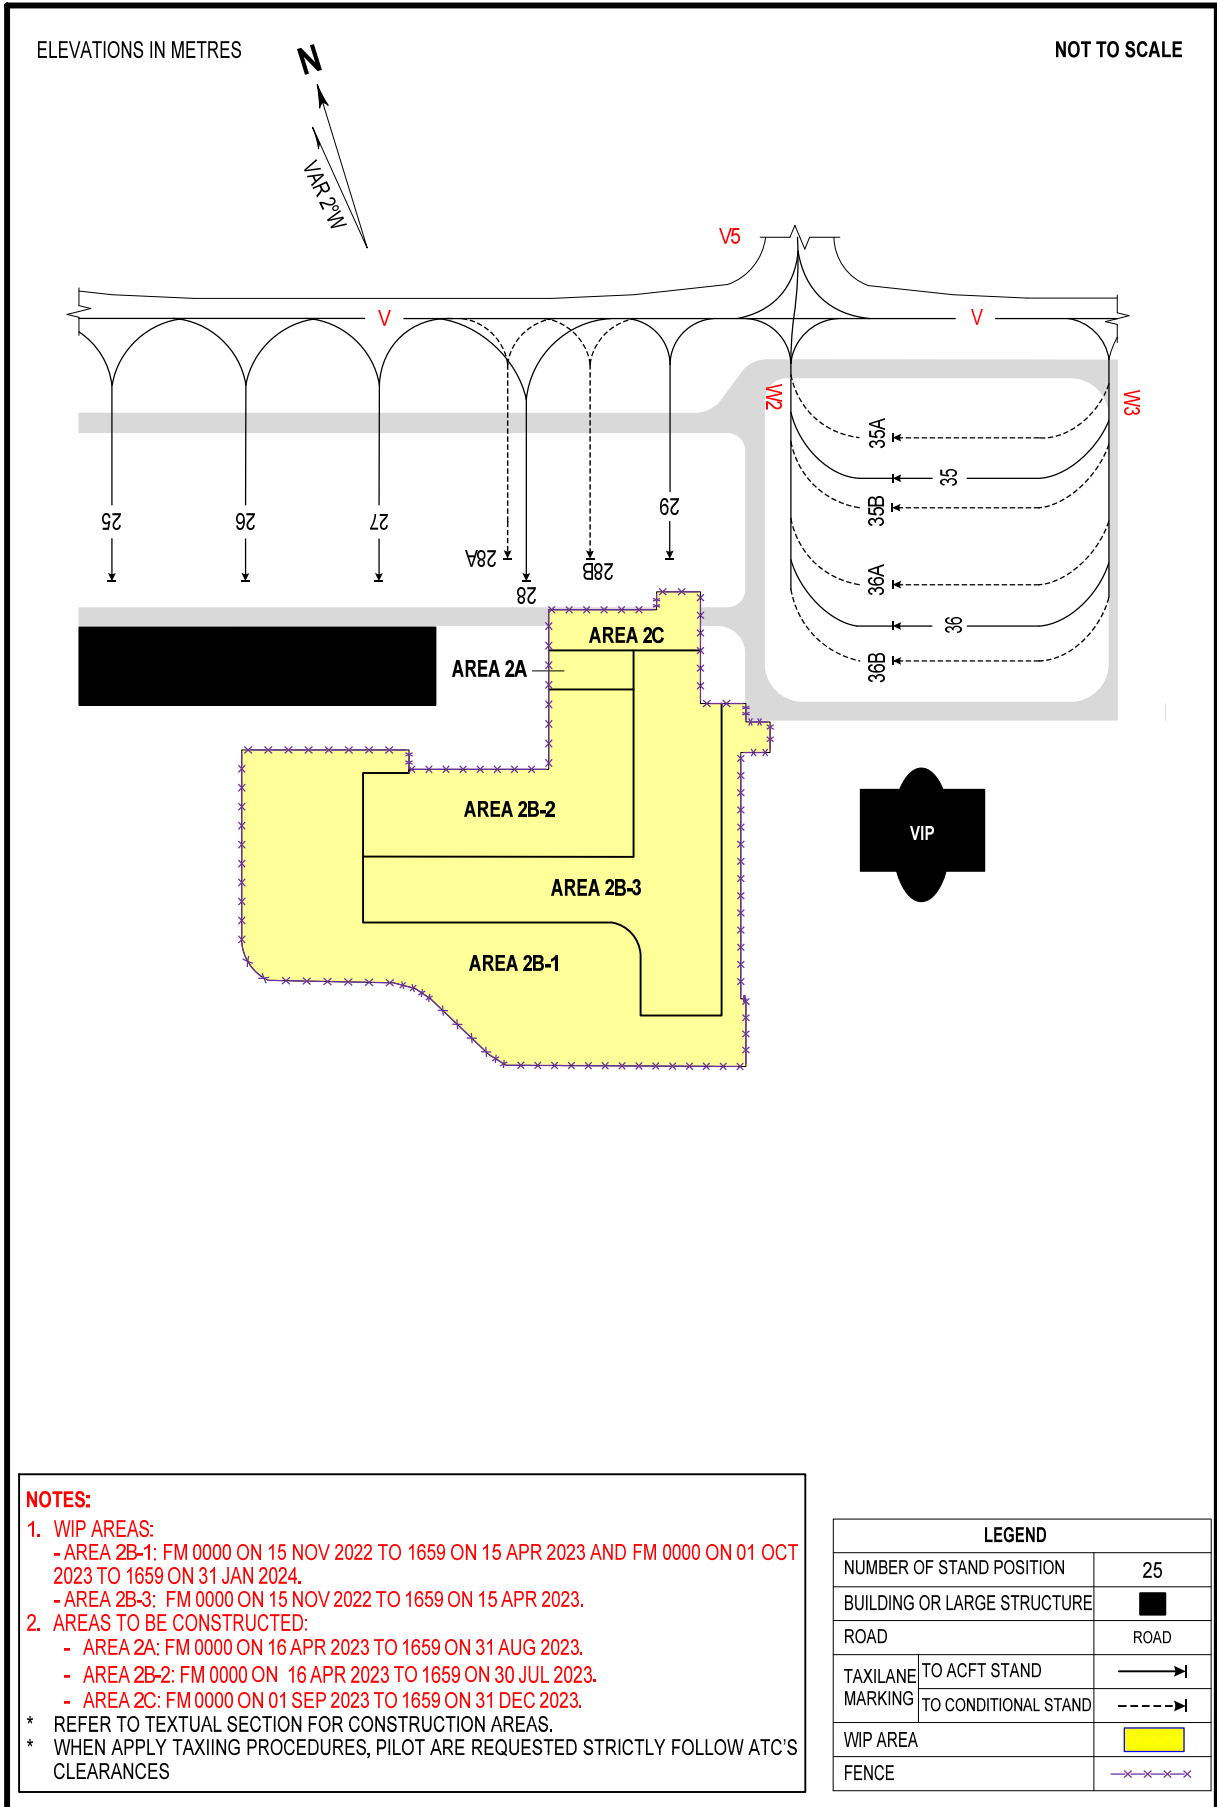 ELEVATIONS IN METRES
NOT TO SCALE
N
VAR 2°W
V5
V
V
W2
W3
35A
35
35B
36A
36
36B
25
26
27
28A
28
28B
29
AREA 2C
AREA 2A
AREA 2B-2
AREA 2B-3
AREA 2B-1
VIP
NOTES:
1. WIP AREAS:
- AREA 2B-1: FM 0000 ON 15 NOV 2022 TO 1659 ON 15 APR 2023 AND FM 0000 ON 01 OCT
2023 TO 1659 ON 31 JAN 2024.
- AREA 2B-3: FM 0000 ON 15 NOV 2022 TO 1659 ON 15 APR 2023.
2. AREAS TO BE CONSTRUCTED:
- AREA 2A: FM 0000 ON 16 APR 2023 TO 1659 ON 31 AUG 2023.
- AREA 2B-2: FM 0000 ON 16 APR 2023 TO 1659 ON 30 JUL 2023.
- AREA 2C: FM 0000 ON 01 SEP 2023 TO 1659 ON 31 DEC 2023.
* REFER TO TEXTUAL SECTION FOR CONSTRUCTION AREAS.
* WHEN APPLY TAXIING PROCEDURES, PILOT ARE REQUESTED STRICTLY FOLLOW ATC'S
CLEARANCES
LEGEND
NUMBER OF STAND POSITION 25
BUILDING OR LARGE STRUCTURE
ROAD ROAD
TAXILANE
MARKING
TO ACFT STAND
TO CONDITIONAL STAND
WIP AREA
FENCE